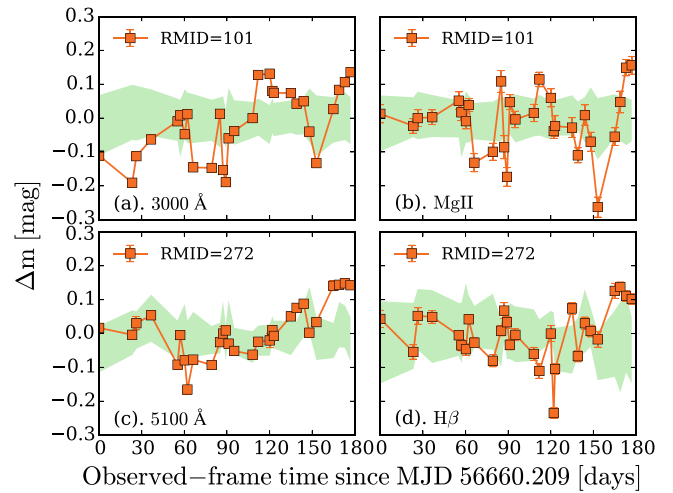 0.3
0.2
0.1
0.0
−0.1
−0.2
−0.3
RMID=101
(a). 3000 Å
RMID=101
(b). MgII
0.3
0.2
0.1
0.0
−0.1
−0.2
−0.3
RMID=272
(c). 5100 Å
RMID=272
(d). Hβ
Δm [mag]
0 30 60 90 120 150 180
0 30 60 90 120 150 180
Observed−frame time since MJD 56660.209 [days]